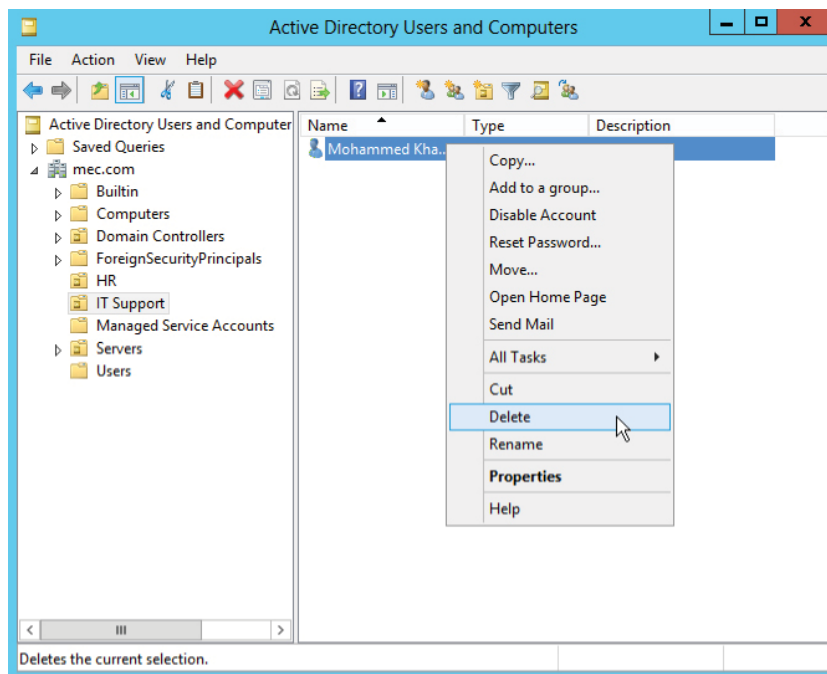 Active Directory Users and Computers
File Action View Help
Active Directory Users and Computer
Saved Queries
mec.com
Builtin
Computers
Domain Controllers
ForeignSecurityPrincipals
HR
IT Support
Managed Service Accounts
Servers
Users
Name Type Description
Mohammed Kha...
Copy...
Add to a group...
Disable Account
Reset Password...
Move...
Open Home Page
Send Mail
All Tasks
Cut
Delete
Rename
Properties
Help
Deletes the current selection.